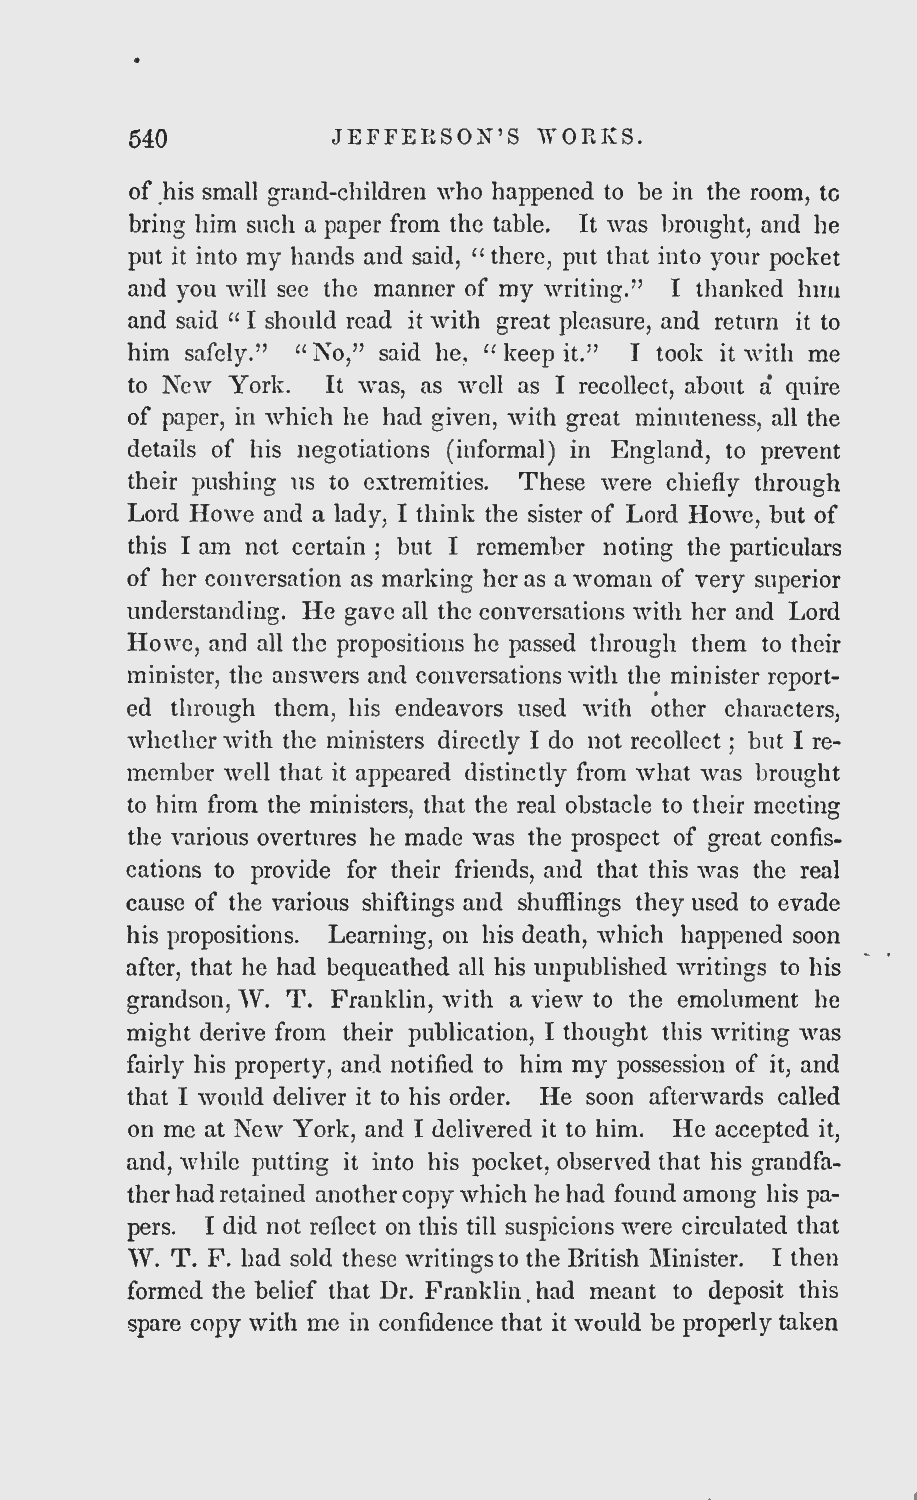 540 JEFFERSON'S WORKS.
of his small grand-children who happened to be in the room, to
bring him such a paper from the table. It was brought, and he
put it into my hands and said, "there, put that into your pocket
and you will see the manner of my writing." I thanked him
and said "I should read it with great pleasure, and return it to
him safely." "No," said he, "keep it." I took it with me
to New York. It was, as well as I recollect, about a quire
of paper, in which he had given, with great minuteness, all the
details of his negotiations (informal) in England, to prevent
their pushing us to extremities. These were chiefly through
Lord Howe and a lady, I think the sister of Lord Howe, but of
this I am not certain; but I remember noting the particulars
of her conversation as marking her as a woman of very superior
understanding. He gave all the conversations with her and Lord
Howe, and all the propositions he passed through them to their
minister, the answers and conversations with the minister report-
ed through them, his endeavors used with other characters,
whether with the ministers directly I do not recollect; but I re-
member well that it appeared distinctly from what was brought
to him from the ministers, that the real obstacle to their meeting
the various overtures he made was the prospect of great confis-
cations to provide for their friends, and that this was the real
cause of the various shiftings and shufflings they used to evade
his propositions. Learning, on his death, which happened soon
after, that he had bequeathed all his unpublished writings to his
grandson, W. T. Franklin, with a view to the emolument he
might derive from their publication, I thought this writing was
fairly his property, and notified to him my possession of it, and
that I would deliver it to his order. He soon afterwards called
on me at New York, and I delivered it to him. He accepted it,
and, while putting it into his pocket, observed that his grandfa-
ther had retained another copy which he had found among his pa-
pers. I did not reflect on this till suspicions were circulated that
W. T. F. had sold these writings to the British Minister. I then
formed the belief that Dr. Franklin had meant to deposit this
spare copy with me in confidence that it would be properly taken